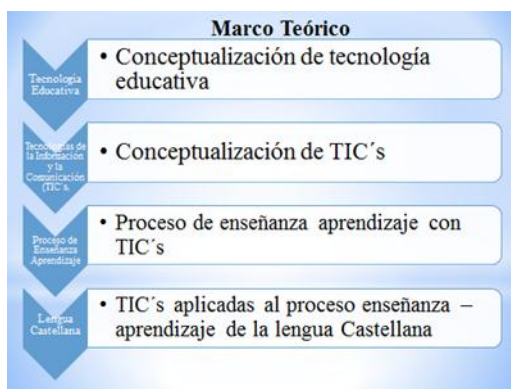 Marco Teórico
Tecnología
Educativa
• Conceptualización de tecnología
educativa
Tecnologías de
la Información
y la
Comunicación
(TIC´s.
• Conceptualización de TIC´s
Proceso de
Enseñanza
Aprendizaje
• Proceso de enseñanza aprendizaje con
TIC´s
Lengua
Castellana
• TIC´s aplicadas al proceso enseñanza –
aprendizaje de la lengua Castellana